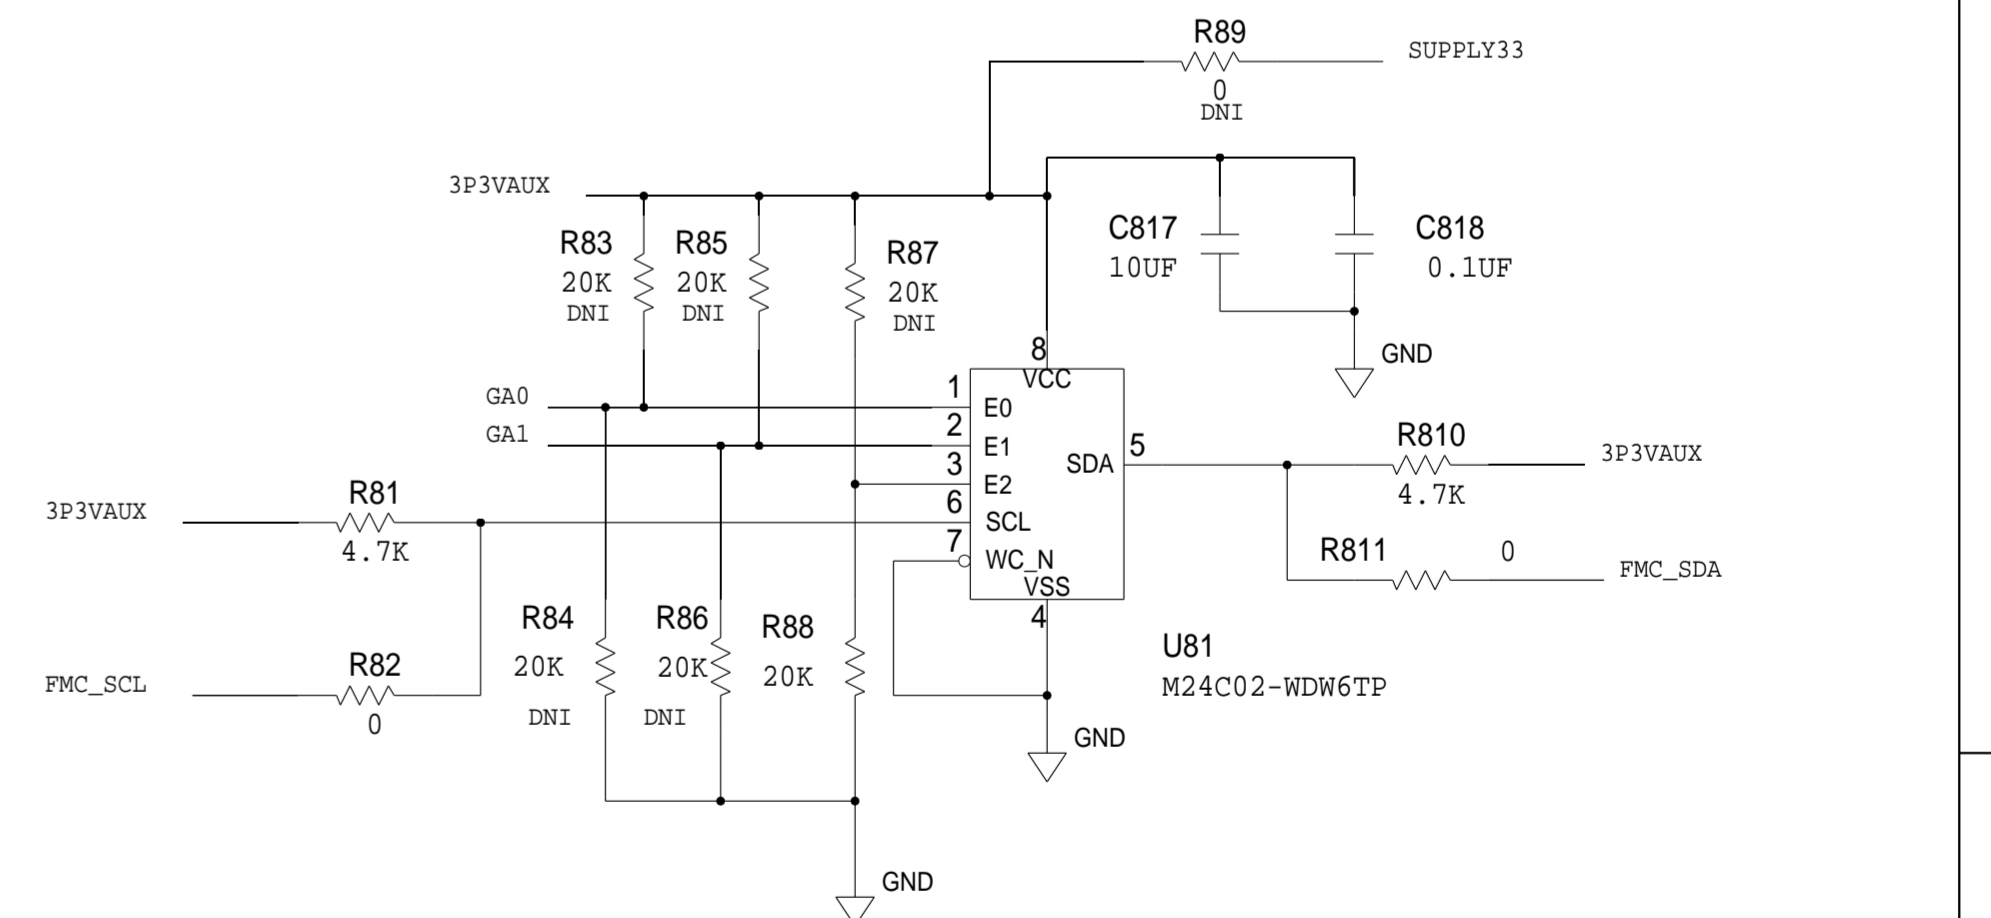 R89
SUPPLY33
0
DNI
3P3VAUX
R83
20K
DNI
R85
20K
DNI
R87
20K
DNI
C817
10UF
C818
0.1UF
GND
8
VCC
GA0
1
E0
GA1
2
E1
3
E2
6
SCL
7
WC_N
VSS
4
SDA
5
R810
4.7K
3P3VAUX
R811
0
FMC_SDA
3P3VAUX
R81
4.7K
FMC_SCL
R82
0
R84
20K
DNI
R86
20K
DNI
R88
20K
U81
M24C02-WDW6TP
GND
GND